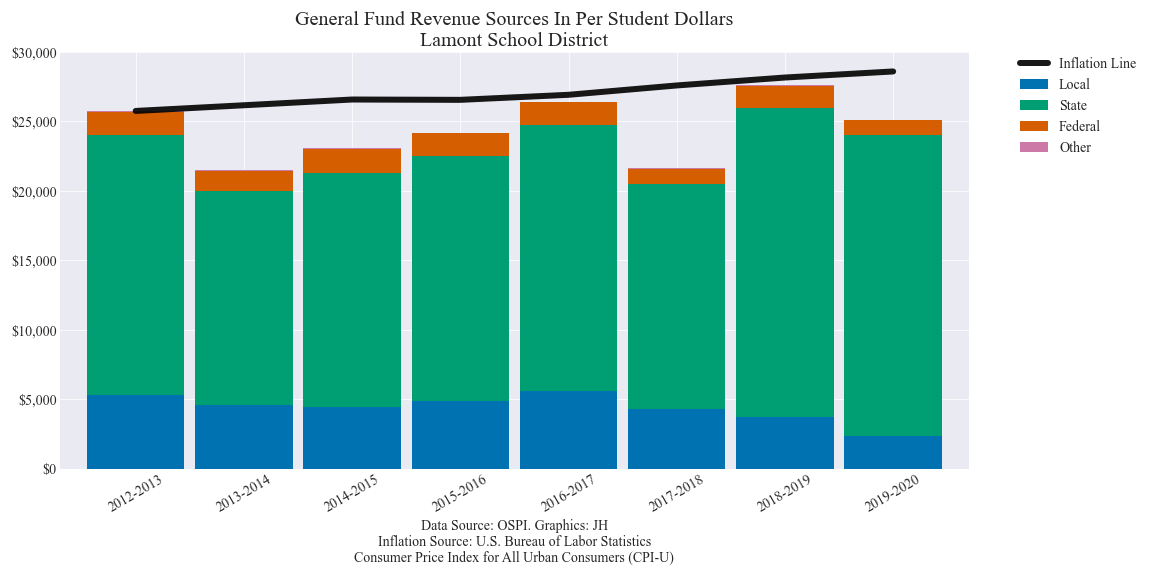 General Fund Revenue Sources In Per Student Dollars
Lamont School District
$30,000
$25,000
$20,000
$15,000
$10,000
$5,000
$0
Inflation Line
Local
State
Federal
Other
2012-2013
2013-2014
2014-2015
2015-2016
2016-2017
2017-2018
2018-2019
2019-2020
Data Source: OSPI. Graphics: JH
Inflation Source: U.S. Bureau of Labor Statistics
Consumer Price Index for All Urban Consumers (CPI-U)